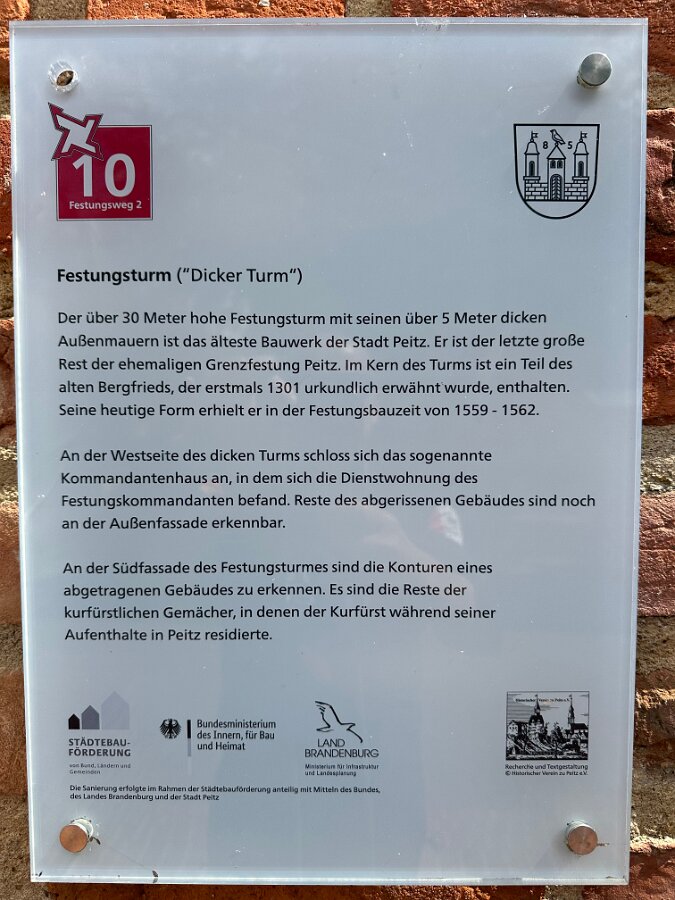 10
Festungsweg 2
8 5
Festungsturm ("Dicker Turm")
Der über 30 Meter hohe Festungsturm mit seinen über 5 Meter dicken
Außenmauern ist das älteste Bauwerk der Stadt Peitz. Er ist der letzte große
Rest der ehemaligen Grenzfestung Peitz. Im Kern des Turms ist ein Teil des
alten Bergfrieds, der erstmals 1301 urkundlich erwähnt wurde, enthalten.
Seine heutige Form erhielt er in der Festungsbauzeit von 1559 - 1562.
An der Westseite des dicken Turms schloss sich das sogenannte
Kommandantenhaus an, in dem sich die Dienstwohnung des
Festungskommandanten befand. Reste des abgerissenen Gebäudes sind noch
an der Außenfassade erkennbar.
An der Südfassade des Festungsturmes sind die Konturen eines
abgetragenen Gebäudes zu erkennen. Es sind die Reste der
kurfürstlichen Gemächer, in denen der Kurfürst während seiner
Aufenthalte in Peitz residierte.
STÄDTEBAU-
FÖRDERUNG
von Bund, Ländern und
Gemeinden
Bundesministerium
des Innern, für Bau
und Heimat
LAND
BRANDENBURG
Ministerium für Infrastruktur
und Landesplanung
Historischer Verein zu Peitz e.V.
Recherche und Textgestaltung
© Historischer Verein zu Peitz e.V.
Die Sanierung erfolgte im Rahmen der Städtebauförderung anteilig mit Mitteln des Bundes,
des Landes Brandenburg und der Stadt Peitz